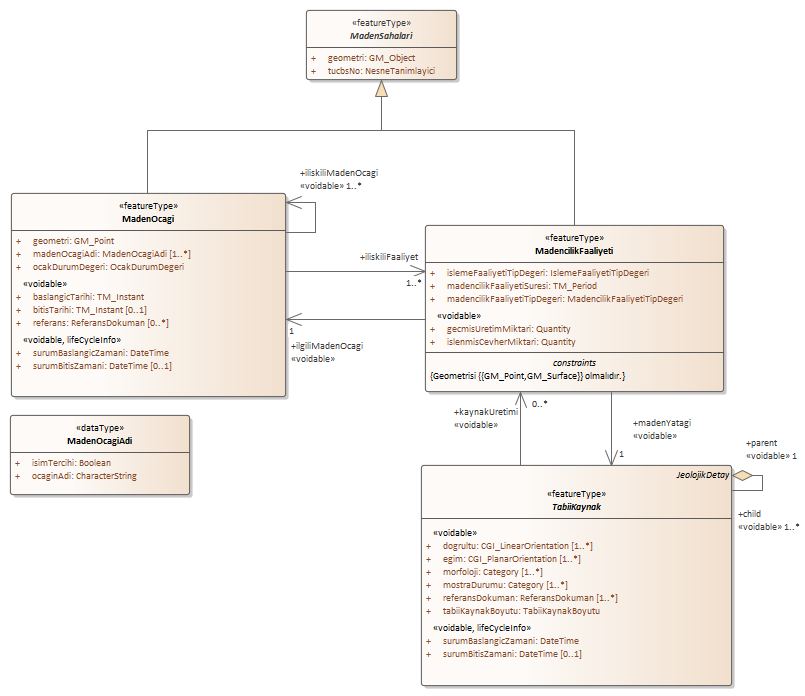 «featureType»
MadenSahalari
+ geometri: GM_Object
+ tucbsNo: NesneTanimlayici
+iliskiliMadenOcagi
«voidable» 1..*
«featureType»
MadenOcagi
+ geometri: GM_Point
+ madenOcagiAdi: MadenOcagiAdi [1..*]
+ ocakDurumDegeri: OcakDurumDegeri
«voidable»
+ baslangicTarihi: TM_Instant
+ bitisTarihi: TM_Instant [0..1]
+ referans: ReferansDokuman [0..*]
«voidable, lifeCycleInfo»
+ surumBaslangicZamani: DateTime
+ surumBitisZamani: DateTime [0..1]
+iliskiliFaaliyet
1..*
1
+ilgiliMadenOcagi
«voidable»
«featureType»
MadencilikFaaliyeti
+ islemeFaaliyetiTipDegeri: IslemeFaaliyetiTipDegeri
+ madencilikFaaliyetiSuresi: TM_Period
+ madencilikFaaliyetiTipDegeri: MadencilikFaaliyetiTipDegeri
«voidable»
+ gecmisUretimMiktari: Quantity
+ islenmisCevherMiktari: Quantity
constraints
{Geometrisi {{GM_Point,GM_Surface}} olmalıdır.}
«dataType»
MadenOcagiAdi
+ isimTercihi: Boolean
+ ocaginAdi: CharacterString
+kaynakUretimi
«voidable»
0..*
+madenYatagi
«voidable»
1
JeolojikDetay
«featureType»
TabiiKaynak
«voidable»
+ dogrultu: CGI_LinearOrientation [1..*]
+ egim: CGI_PlanarOrientation [1..*]
+ morfoloji: Category [1..*]
+ mostraDurumu: Category [1..*]
+ referansDokuman: ReferansDokuman [1..*]
+ tabiiKaynakBoyutu: TabiiKaynakBoyutu
«voidable, lifeCycleInfo»
+ surumBaslangicZamani: DateTime
+ surumBitisZamani: DateTime [0..1]
+parent
«voidable» 1
+child
«voidable» 1..*